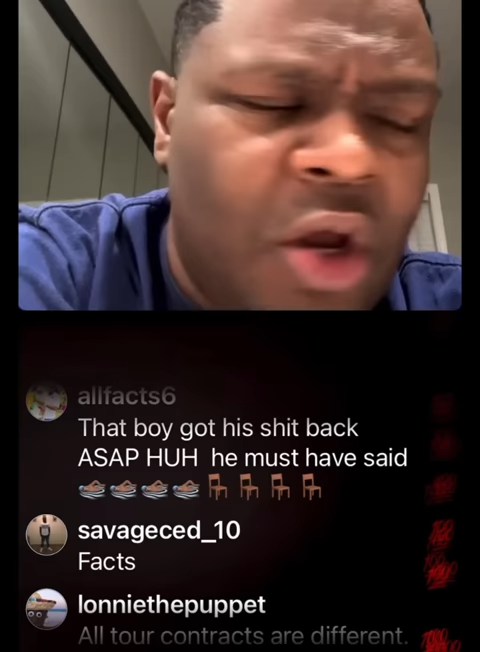 allfacts6
That boy got his shit back
ASAP HUH he must have said
🏊🏾🏊🏾🏊🏾🏊🏾🪑🪑🪑🪑
savageced_10
Facts
lonniethepuppet
All tour contracts are different.